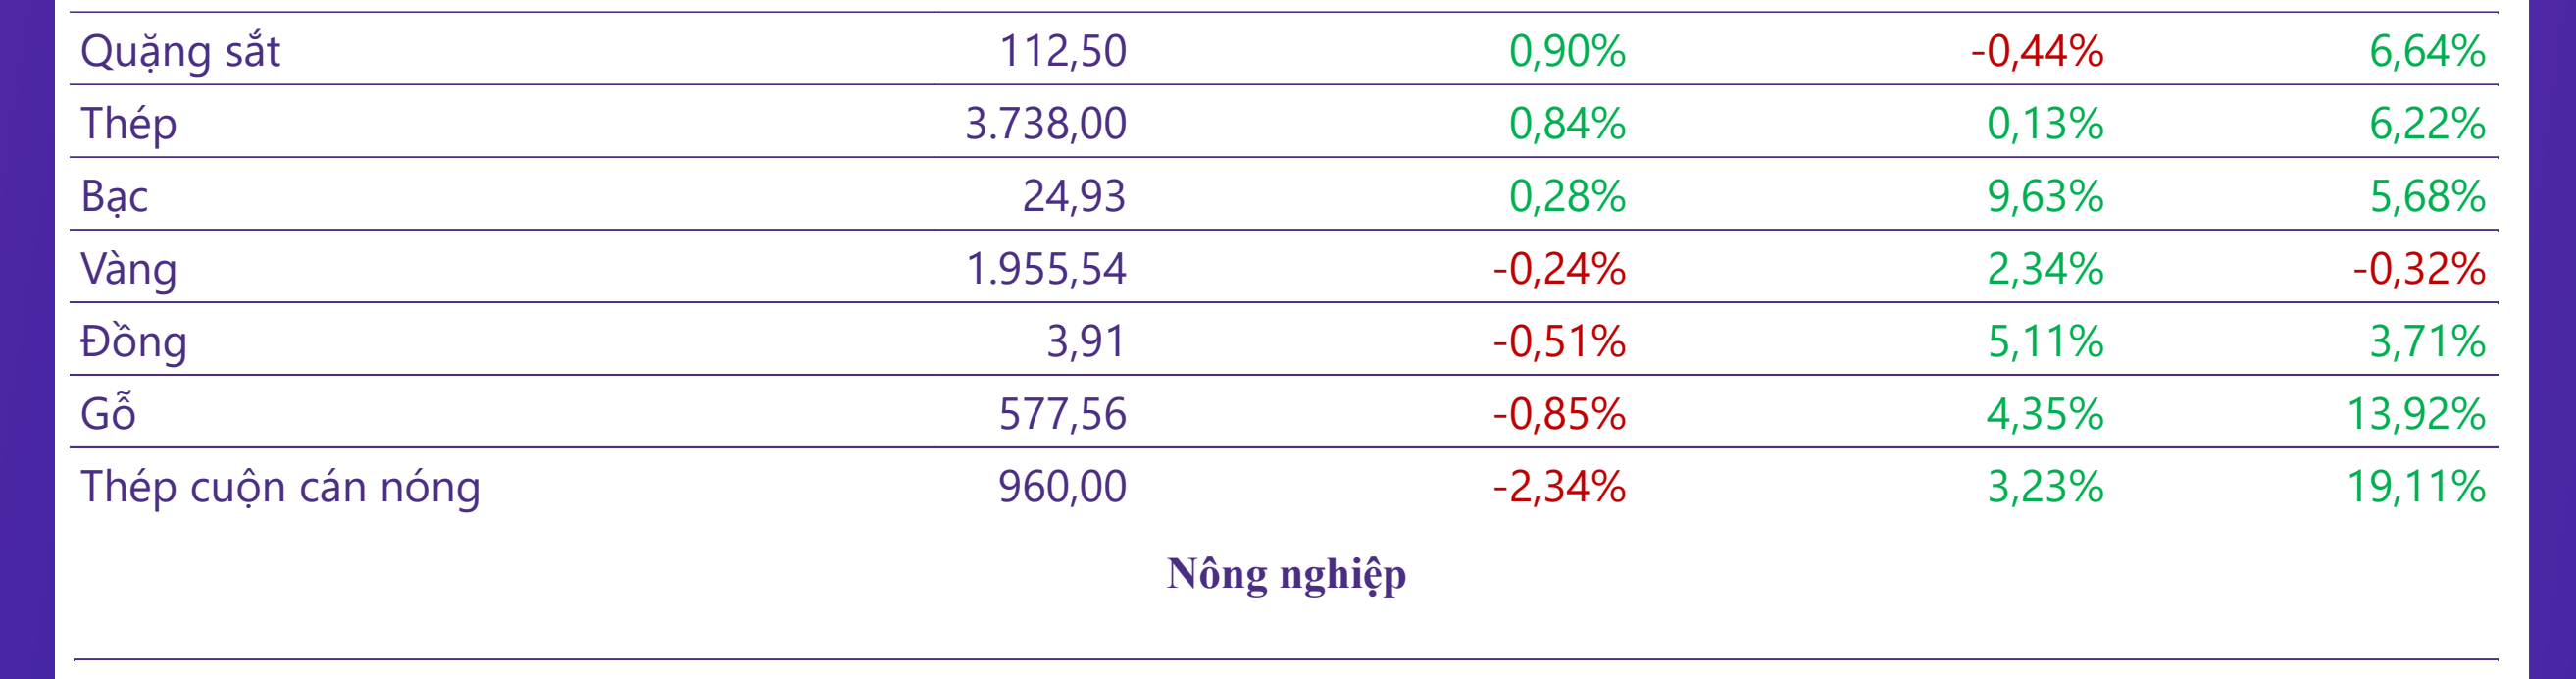 Quặng sắt 112,50 0,90% -0,44% 6,64%
Thép 3.738,00 0,84% 0,13% 6,22%
Bạc 24,93 0,28% 9,63% 5,68%
Vàng 1.955,54 -0,24% 2,34% -0,32%
Đồng 3,91 -0,51% 5,11% 3,71%
Gỗ 577,56 -0,85% 4,35% 13,92%
Thép cuộn cán nóng 960,00 -2,34% 3,23% 19,11%
Nông nghiệp